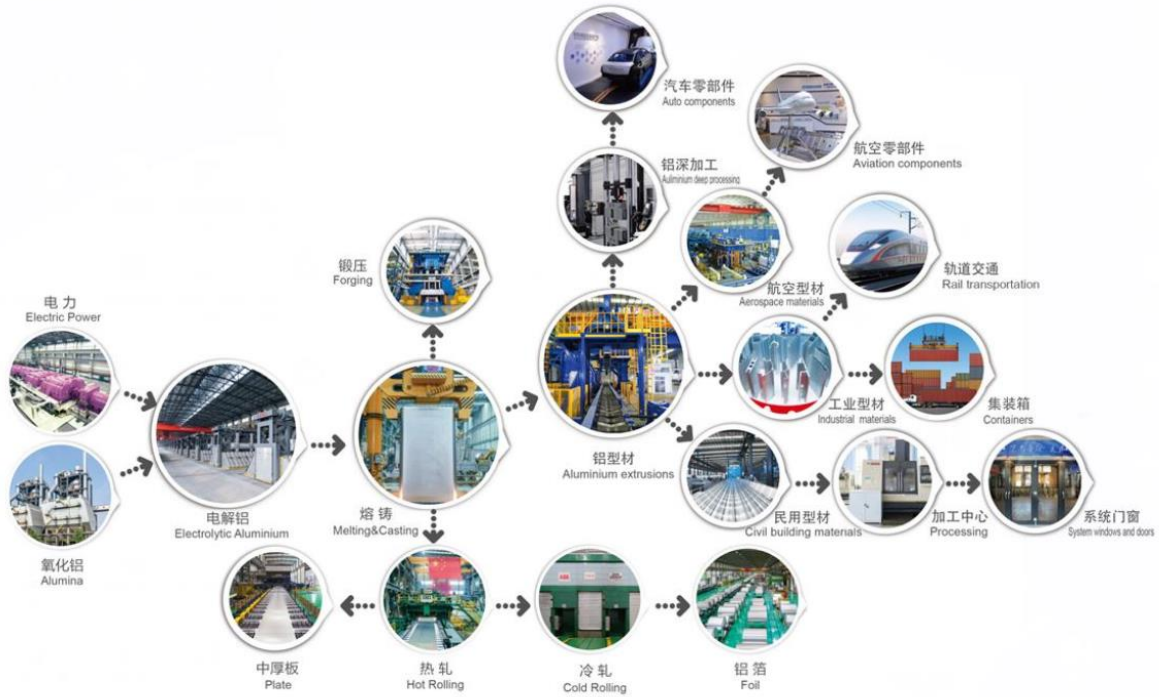 汽车零部件
Auto components
航空零部件
Aviation components
铝深加工
Auliminium deep processing
锻压
Forging
航空型材
Aerospace materials
轨道交通
Rail transportation
电 力
Electric Power
工业型材
Industrial materials
集装箱
Containers
铝型材
Aluminium extrusions
电解铝
Electrolytic Aluminium
熔 铸
Melting&Casting
民用型材
Civil building materials
加工中心
Processing
系统门窗
System windows and doors
氧化铝
Alumina
中厚板
Plate
热 轧
Hot Rolling
冷 轧
Cold Rolling
铝 箔
Foil